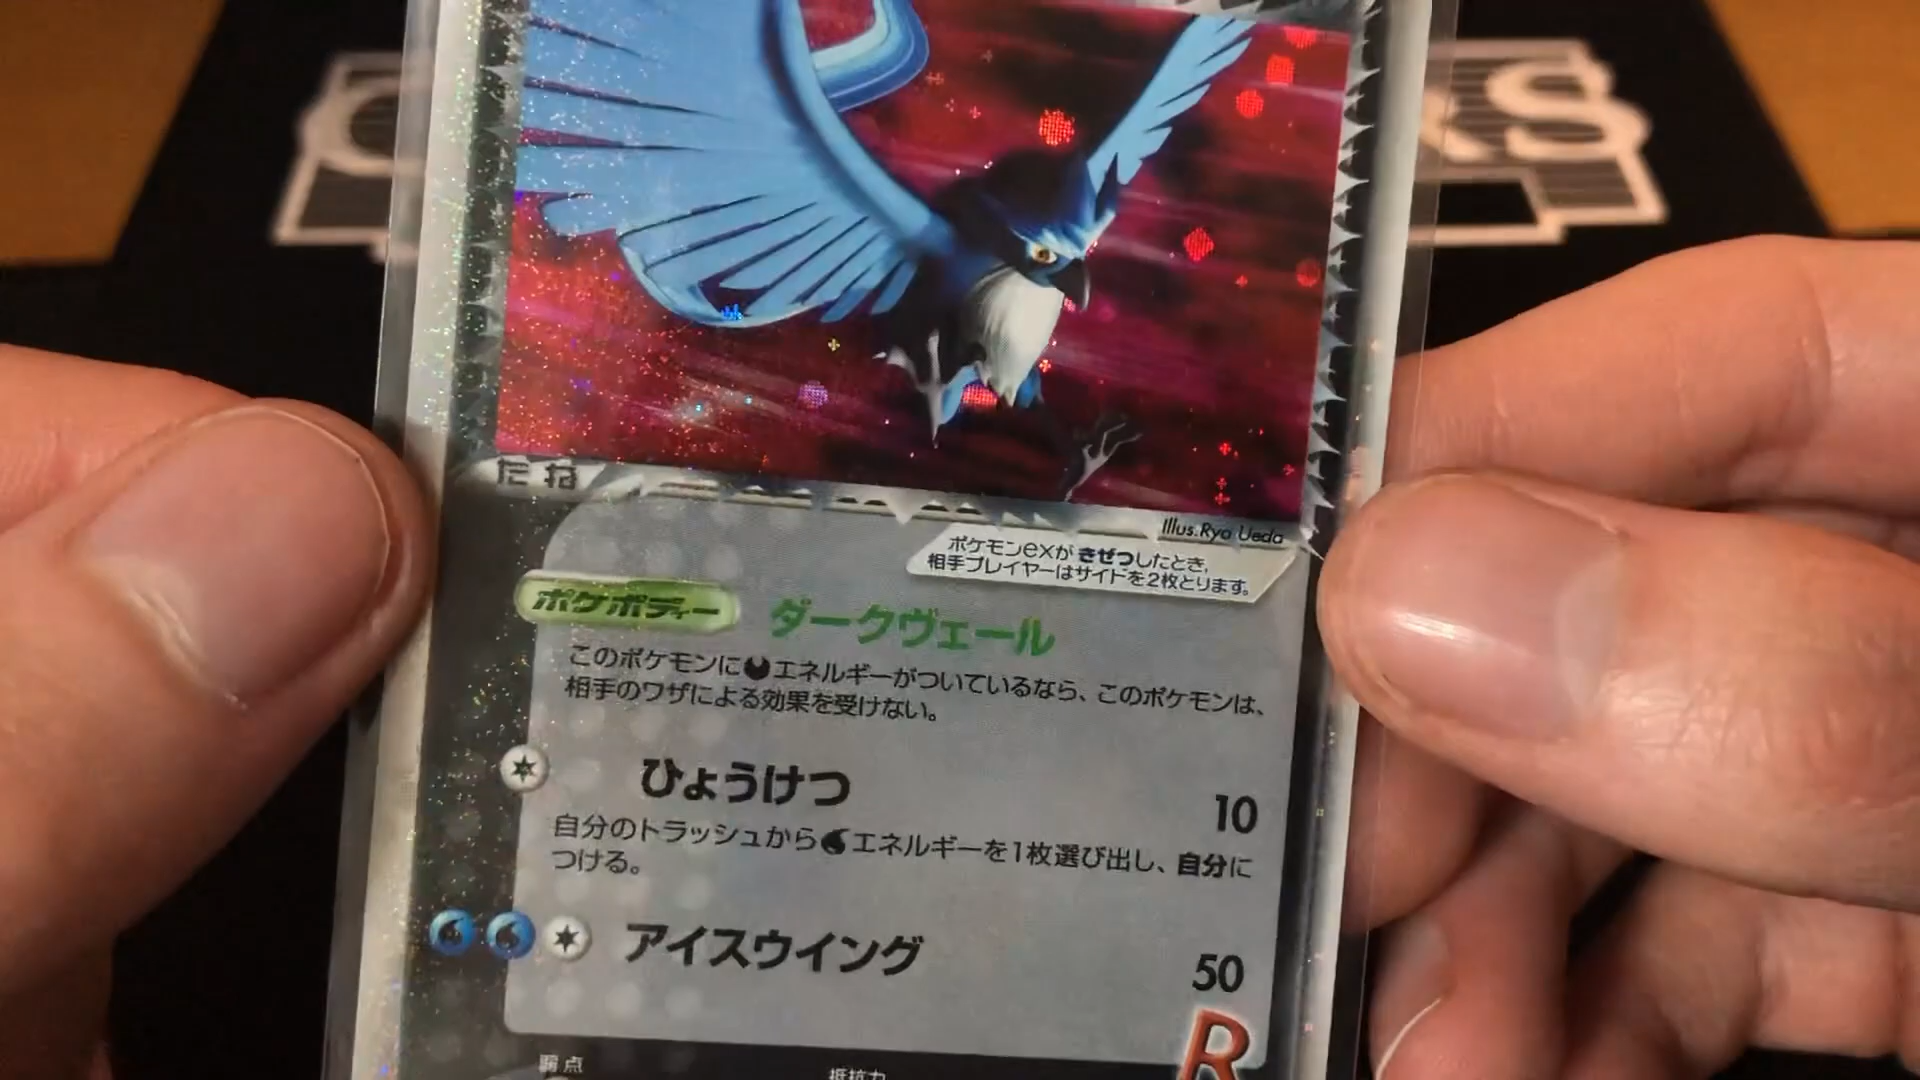 たね
Illus.Ryo Ueda
ポケモンexがきぜつしたとき、
相手プレイヤーはサイドを2枚とります。
ポケボディー ダークヴェール
このポケモンにエネルギーがついているなら、このポケモンは、
相手のワザによる効果を受けない。
ひょうけつ 10
自分のトラッシュからエネルギーを1枚選び出し、自分に
つける。
アイスウイング 50
R
弱点 抵抗力